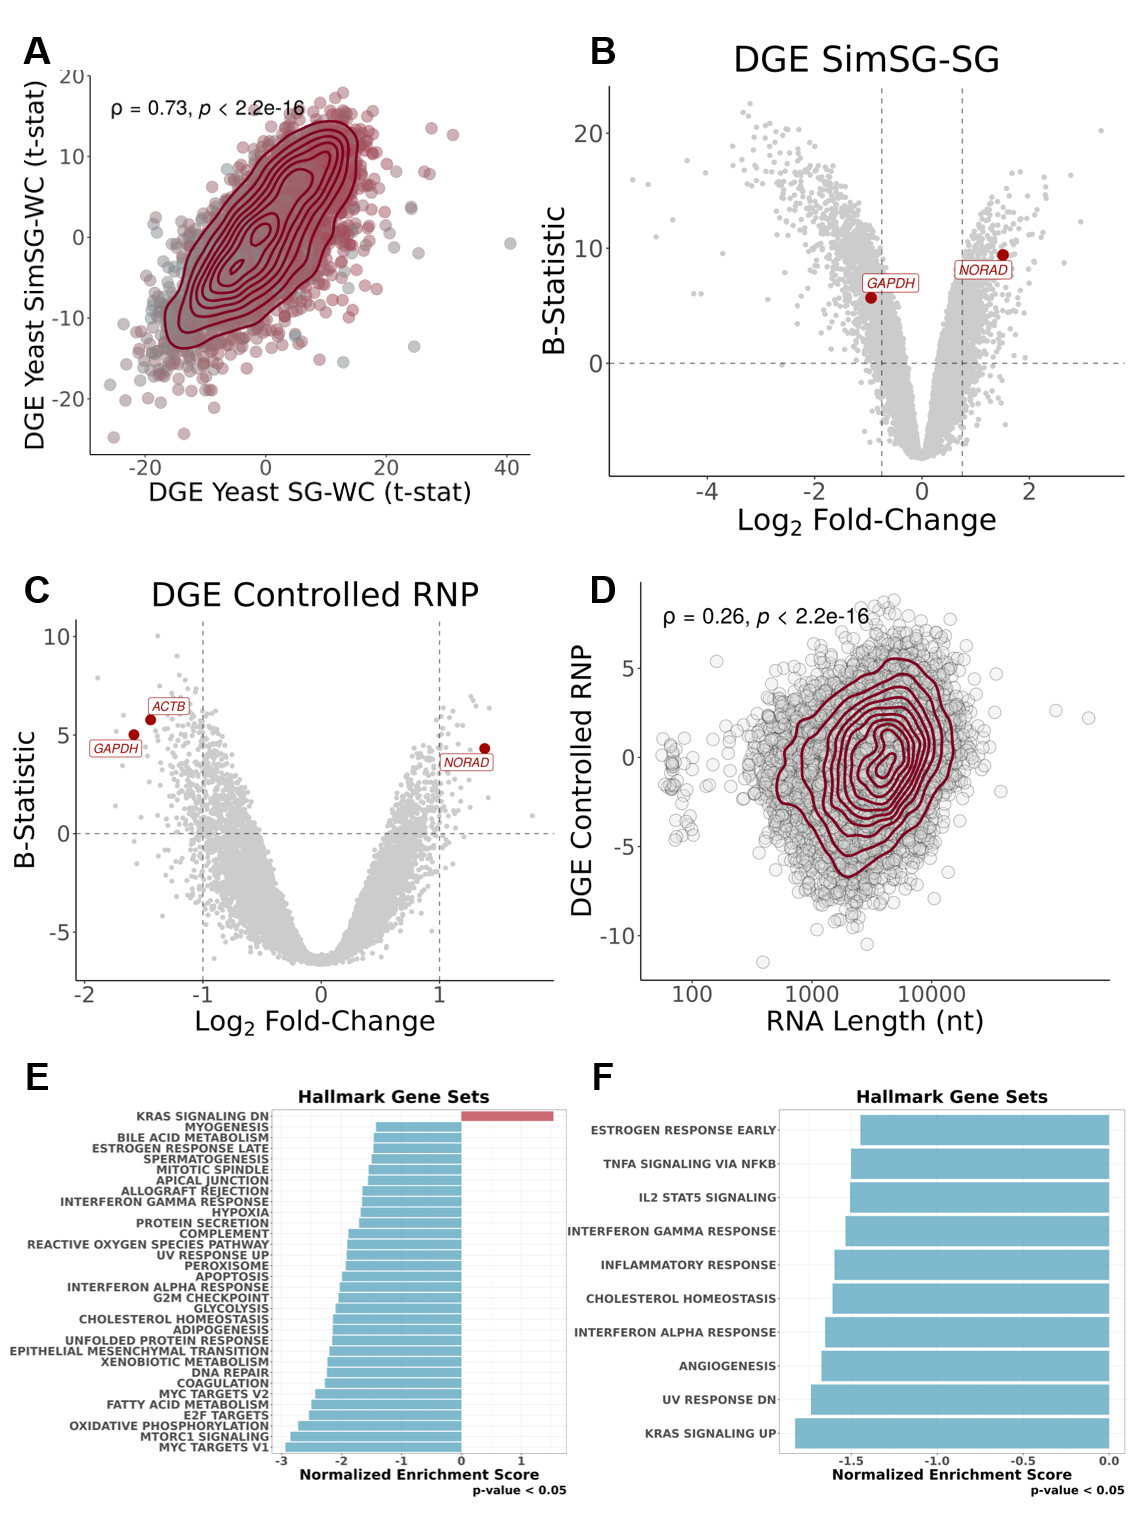 A
20
10
0
-10
-20
ρ = 0.73, p < 2.2e-16
DGE Yeast SimSG-WC (t-stat)
-20
0
20
40
DGE Yeast SG-WC (t-stat)
B
DGE SimSG-SG
20
10
0
B-Statistic
GAPDH
NORAD
-4
-2
0
2
Log2 Fold-Change
C
DGE Controlled RNP
10
5
0
-5
B-Statistic
ACTB
GAPDH
NORAD
-2
-1
0
1
Log2 Fold-Change
D
ρ = 0.26, p < 2.2e-16
5
0
-5
-10
DGE Controlled RNP
100
1000
10000
RNA Length (nt)
E
Hallmark Gene Sets
KRAS SIGNALING DN
MYOGENESIS
BILE ACID METABOLISM
ESTROGEN RESPONSE LATE
SPERMATOGENESIS
MITOTIC SPINDLE
APICAL JUNCTION
ALLOGRAFT REJECTION
INTERFERON GAMMA RESPONSE
HYPOXIA
PROTEIN SECRETION
COMPLEMENT
REACTIVE OXYGEN SPECIES PATHWAY
UV RESPONSE UP
PEROXISOME
APOPTOSIS
INTERFERON ALPHA RESPONSE
G2M CHECKPOINT
GLYCOLYSIS
CHOLESTEROL HOMEOSTASIS
ADIPOGENESIS
UNFOLDED PROTEIN RESPONSE
EPITHELIAL MESENCHYMAL TRANSITION
XENOBIOTIC METABOLISM
DNA REPAIR
COAGULATION
MYC TARGETS V2
FATTY ACID METABOLISM
E2F TARGETS
OXIDATIVE PHOSPHORYLATION
MTORC1 SIGNALING
MYC TARGETS V1
-3
-2
-1
0
1
Normalized Enrichment Score
p-value < 0.05
F
Hallmark Gene Sets
ESTROGEN RESPONSE EARLY
TNFA SIGNALING VIA NFKB
IL2 STAT5 SIGNALING
INTERFERON GAMMA RESPONSE
INFLAMMATORY RESPONSE
CHOLESTEROL HOMEOSTASIS
INTERFERON ALPHA RESPONSE
ANGIOGENESIS
UV RESPONSE DN
KRAS SIGNALING UP
-1.5
-1.0
-0.5
0.0
Normalized Enrichment Score
p-value < 0.05